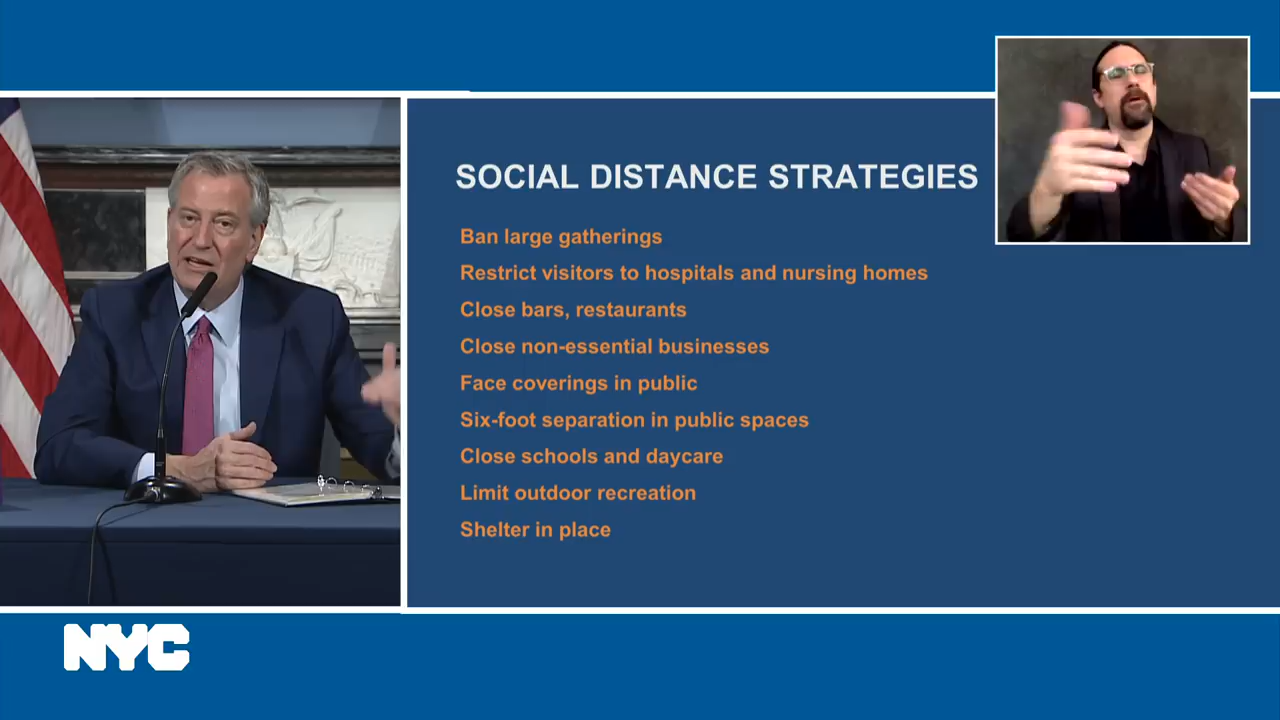 SOCIAL DISTANCE STRATEGIES
Ban large gatherings
Restrict visitors to hospitals and nursing homes
Close bars, restaurants
Close non-essential businesses
Face coverings in public
Six-foot separation in public spaces
Close schools and daycare
Limit outdoor recreation
Shelter in place
NYC